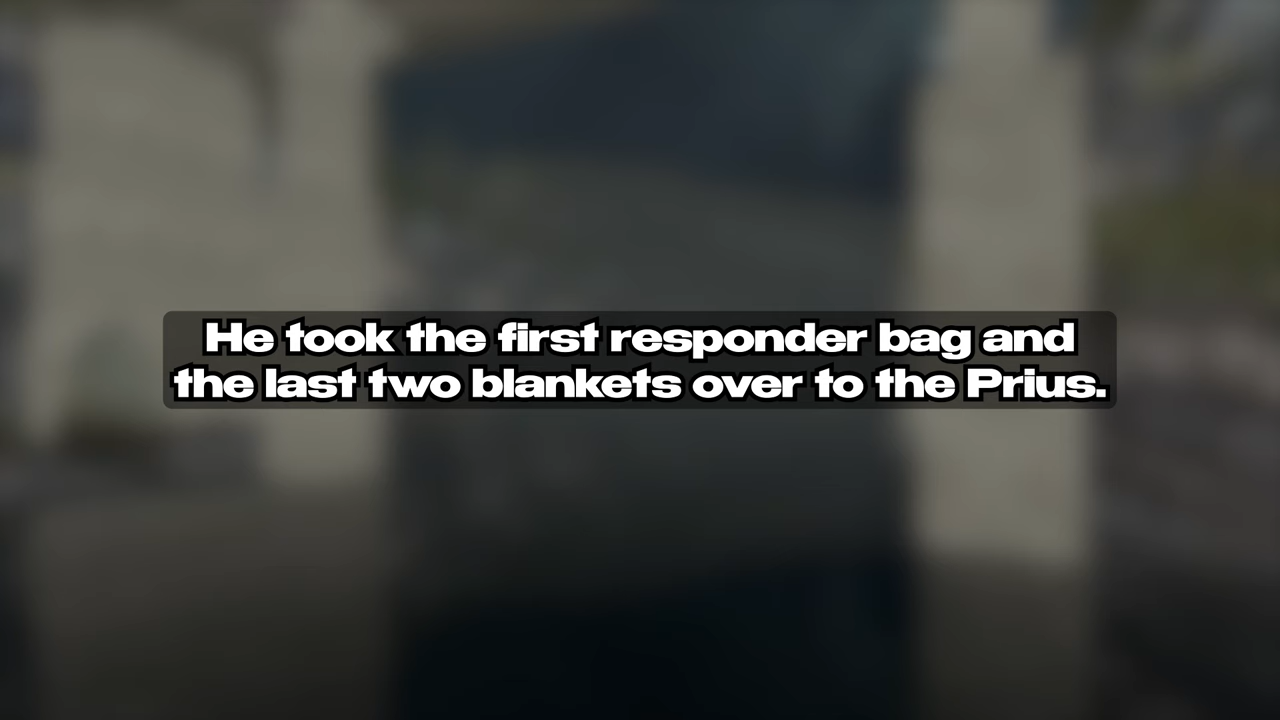 He took the first responder bag and
the last two blankets over to the Prius.